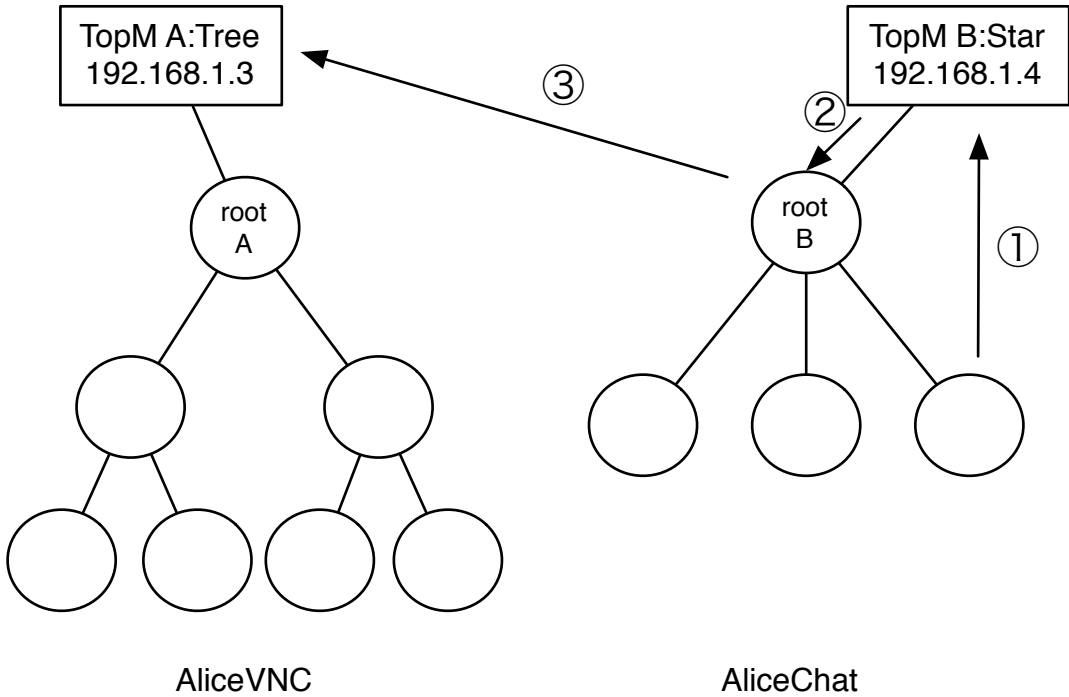 TopM A:Tree
192.168.1.3
TopM B:Star
192.168.1.4
③
②
root
A
root
B
①
AliceVNC
AliceChat